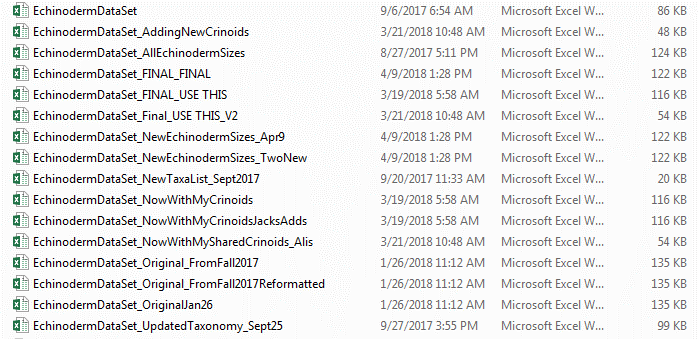 EchinodermDataSet 9/6/2017 6:54 AM Microsoft Excel W... 86 KB
EchinodermDataSet_AddingNewCrinoids 3/21/2018 10:48 AM Microsoft Excel W... 48 KB
EchinodermDataSet_AllEchinodermSizes 8/27/2017 5:11 PM Microsoft Excel W... 124 KB
EchinodermDataSet_FINAL_FINAL 4/9/2018 1:28 PM Microsoft Excel W... 122 KB
EchinodermDataSet_FINAL_USE THIS 3/19/2018 5:58 AM Microsoft Excel W... 116 KB
EchinodermDataSet_Final_USE THIS_V2 3/21/2018 10:48 AM Microsoft Excel W... 54 KB
EchinodermDataSet_NewEchinodermSizes_Apr9 4/9/2018 1:28 PM Microsoft Excel W... 122 KB
EchinodermDataSet_NewEchinodermSizes_TwoNew 4/9/2018 1:28 PM Microsoft Excel W... 122 KB
EchinodermDataSet_NewTaxaList_Sept2017 9/20/2017 11:33 AM Microsoft Excel W... 20 KB
EchinodermDataSet_NowWithMyCrinoids 3/19/2018 5:58 AM Microsoft Excel W... 116 KB
EchinodermDataSet_NowWithMyCrinoidsJacksAdds 3/19/2018 5:58 AM Microsoft Excel W... 116 KB
EchinodermDataSet_NowWithMySharedCrinoids_Alis 3/21/2018 10:48 AM Microsoft Excel W... 54 KB
EchinodermDataSet_Original_FromFall2017 1/26/2018 11:12 AM Microsoft Excel W... 135 KB
EchinodermDataSet_Original_FromFall2017Reformatted 1/26/2018 11:12 AM Microsoft Excel W... 135 KB
EchinodermDataSet_OriginalJan26 1/26/2018 11:12 AM Microsoft Excel W... 135 KB
EchinodermDataSet_UpdatedTaxonomy_Sept25 9/27/2017 3:55 PM Microsoft Excel W... 99 KB